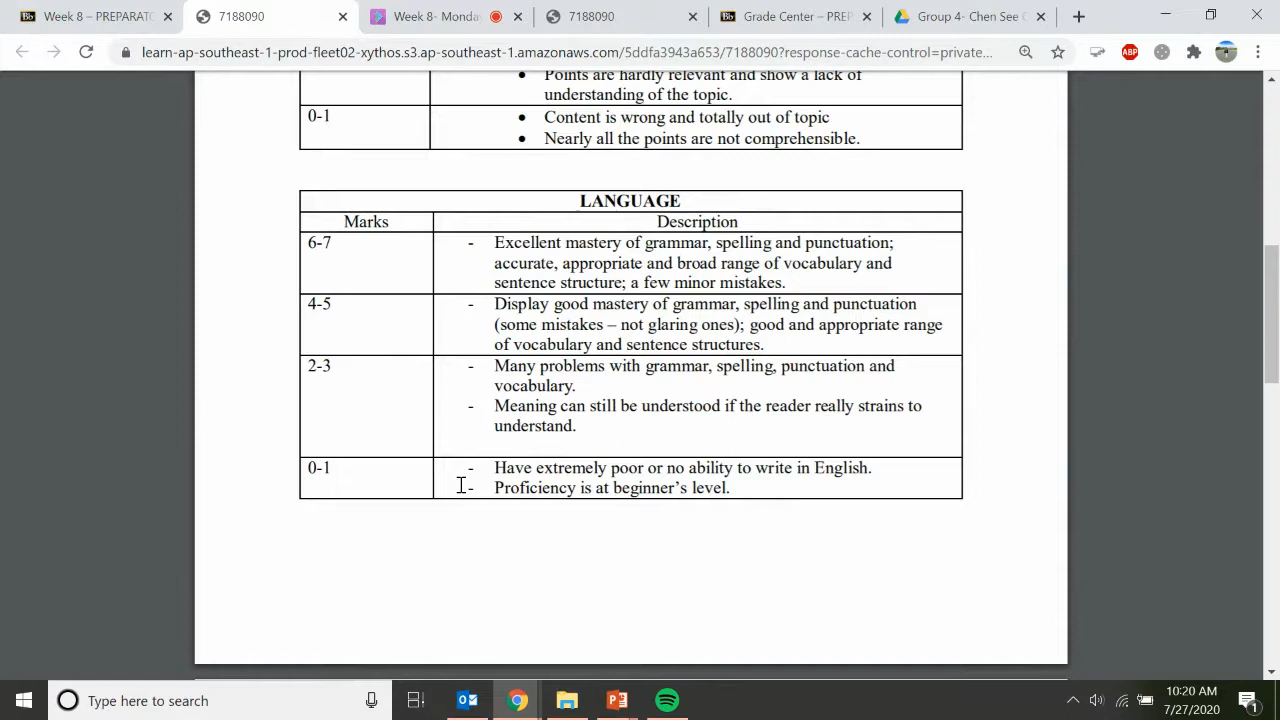 Week 8 – PREPARATO
7188090
Week 8- Monda
7188090
Grade Center – PREP
Group 4- Chen See C
learn-ap-southeast-1-prod-fleet02-xythos.s3.ap-southeast-1.amazonaws.com/5ddfa3943a653/7188090?response-cache-control=private...
ABP
• Points are hardly relevant and show a lack of
understanding of the topic.
0-1
• Content is wrong and totally out of topic
• Nearly all the points are not comprehensible.
LANGUAGE
Marks Description
6-7 - Excellent mastery of grammar, spelling and punctuation;
accurate, appropriate and broad range of vocabulary and
sentence structure; a few minor mistakes.
4-5 - Display good mastery of grammar, spelling and punctuation
(some mistakes – not glaring ones); good and appropriate range
of vocabulary and sentence structures.
2-3 - Many problems with grammar, spelling, punctuation and
vocabulary.
- Meaning can still be understood if the reader really strains to
understand.
0-1 - Have extremely poor or no ability to write in English.
- Proficiency is at beginner's level.
Type here to search
10:20 AM
7/27/2020
1